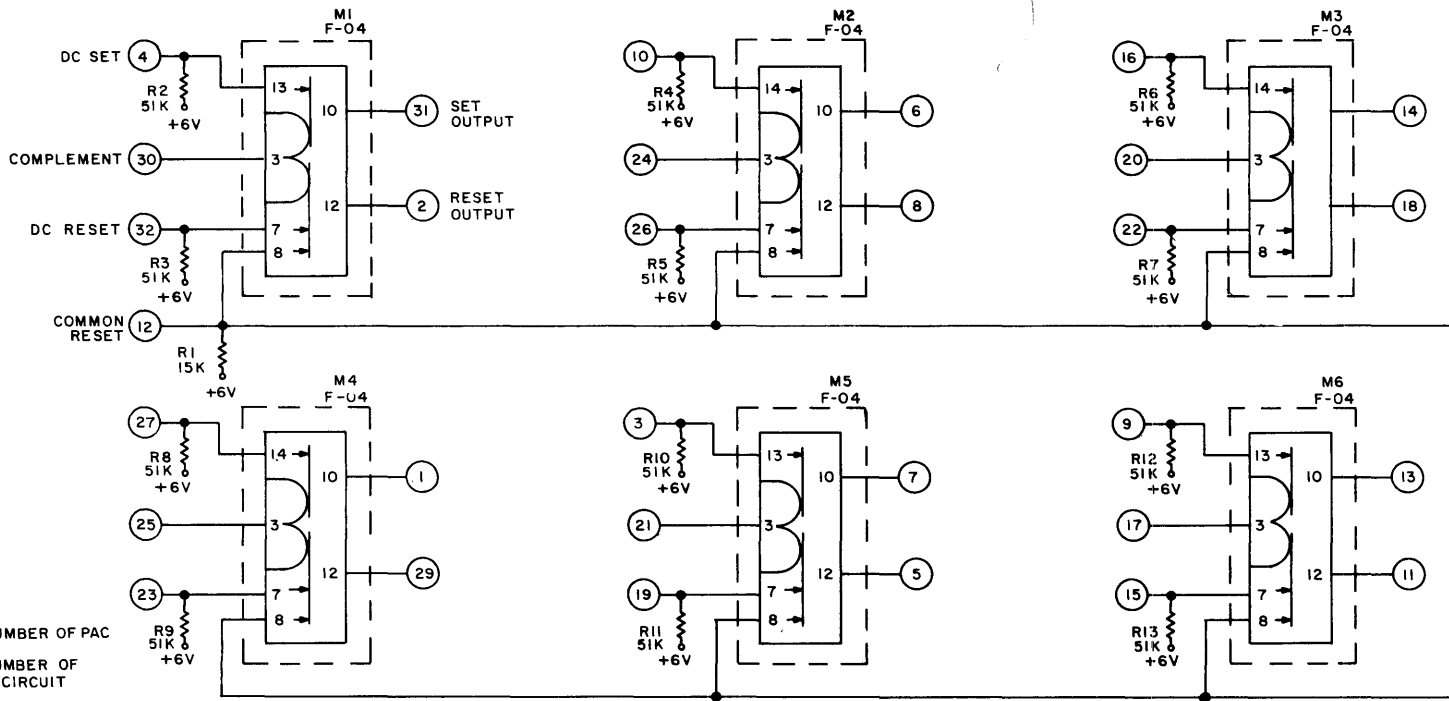 M1
F-04
DC SET
4
R2
51K
+6V
13
10
31
SET
OUTPUT
COMPLEMENT
30
3
12
2
RESET
OUTPUT
DC RESET
32
7
8
R3
51K
+6V
COMMON
RESET
12
R1
15K
+6V
M2
F-04
10
R4
51K
+6V
14
10
6
24
3
12
8
26
7
8
R5
51K
+6V
M3
F-04
16
R6
51K
+6V
14
14
20
3
18
22
7
8
R7
51K
+6V
M4
F-04
27
R8
51K
+6V
14
10
1
25
3
12
29
23
7
8
R9
51K
+6V
UMBER OF PAC
UMBER OF
CIRCUIT
M5
F-04
3
R10
51K
+6V
13
10
7
21
3
12
5
19
7
8
R11
51K
+6V
M6
F-04
9
R12
51K
+6V
13
10
13
17
3
12
11
15
7
8
R13
51K
+6V